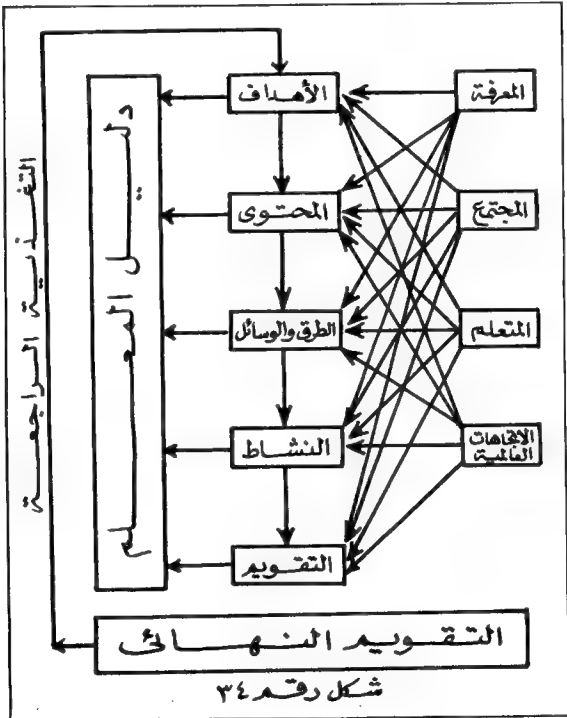 الأهداف
المعرفة
المحتوى
المجتمع
الطرق والوسائل
المتعلم
النشاط
الاتجاهات
العالمية
التقويم
دليل المعلم
التغذية الراجعة
التقويم النهائى
شكل رقم ٣٤